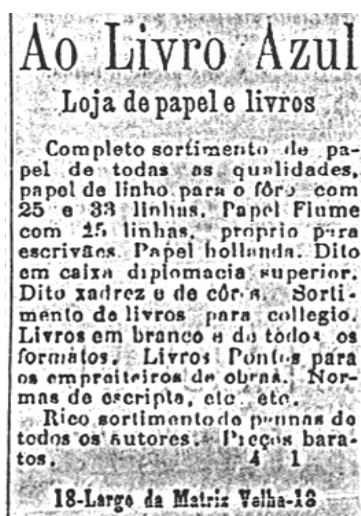 Ao Livro Azul
Loja de papel e livros
Completo sortimento de pa-
pel de todas as qualidades,
papel de linho para o fôro com
25 e 33 linhas. Papel Fiume
com 25 linhas, proprio para
escrivães. Papel hollanda. Dito
em caixa diplomacia superior.
Dito xadrez e de côres. Sorti-
mento de livros para collegio.
Livros em branco e de todos os
formatos. Livros Pontos para
os empreiteiros de obras. Nor-
mas de escripta, etc. etc.
Rico sortimento de pennas de
todos os autores. Preços bara-
tos. 4 1
18-Largo da Matriz Velha-18